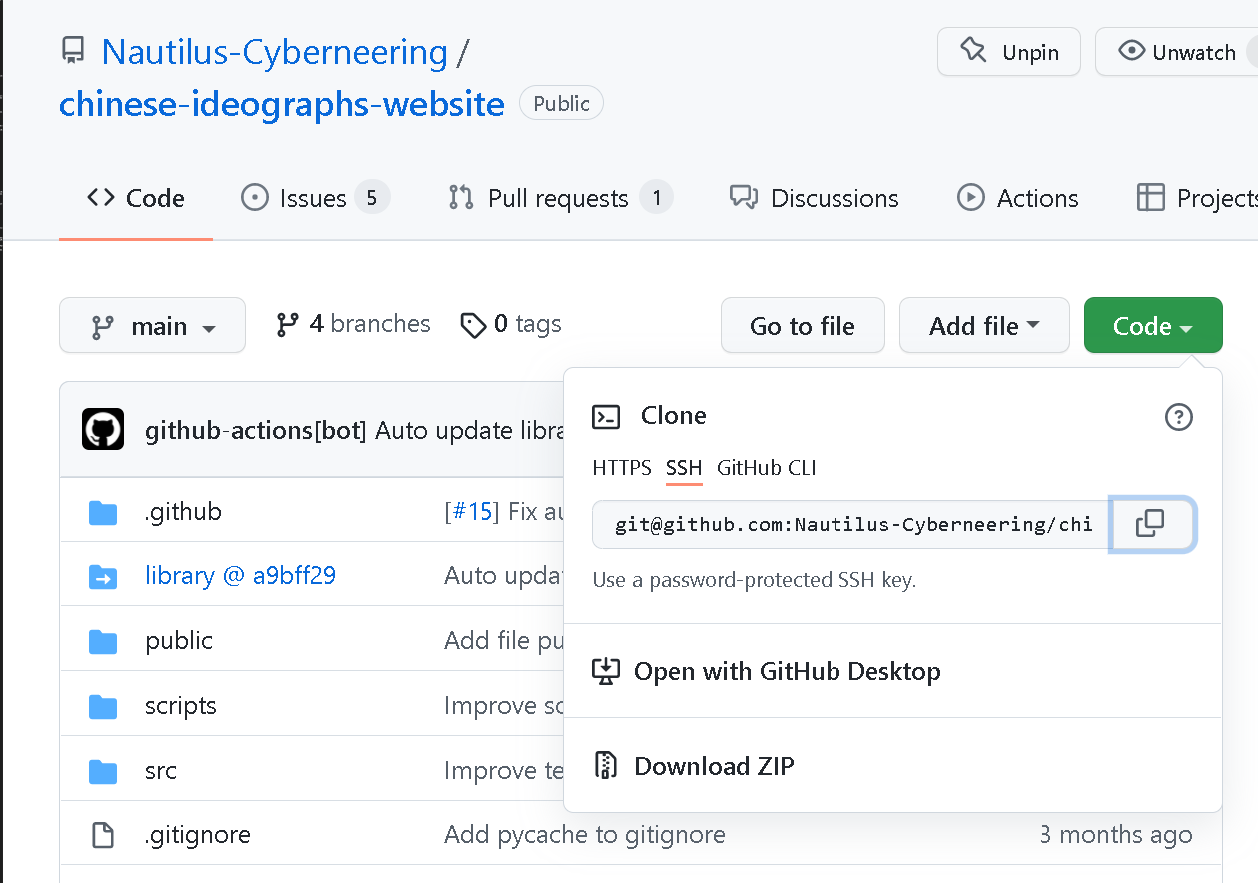 Nautilus-Cyberneering /
Unpin
Unwatch
chinese-ideographs-website Public
Code
Issues 5
Pull requests 1
Discussions
Actions
Projects
main
4 branches
0 tags
Go to file
Add file
Code
github-actions[bot] Auto update libra
Clone
HTTPS SSH GitHub CLI
git@github.com:Nautilus-Cyberneering/chi
Use a password-protected SSH key.
Open with GitHub Desktop
Download ZIP
.github [#15] Fix au
library @ a9bff29 Auto updat
public Add file pu
scripts Improve sc
src Improve te
.gitignore Add pycache to gitignore 3 months ago